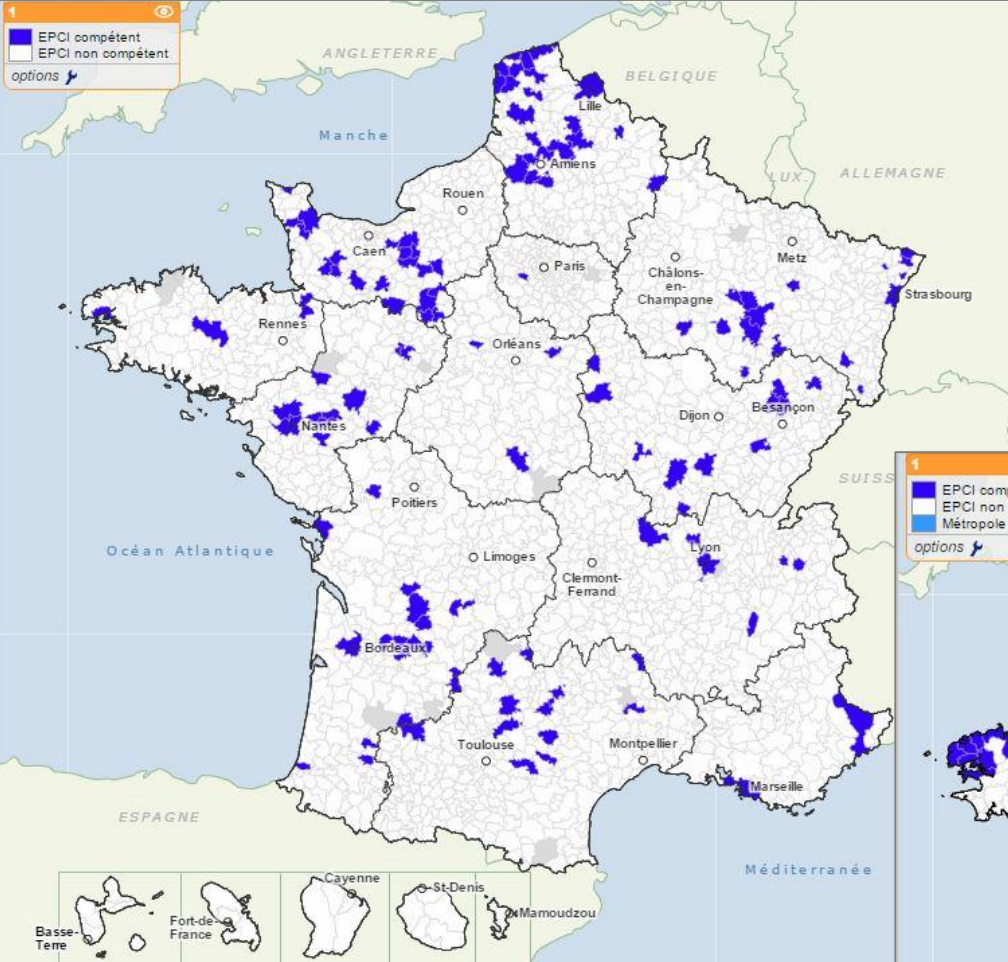 1
EPCI compétent
EPCI non compétent
options
ANGLETERRE
BELGIQUE
Lille
Manche
Amiens
LUX.
ALLEMAGNE
Rouen
Caen
Paris
Metz
Châlons-
en-
Champagne
Strasbourg
Rennes
Orléans
Dijon
Besançon
Nantes
Poitiers
SUISS
1
EPCI comp
EPCI non
Métropole
options
Océan Atlantique
Limoges
Lyon
Clermont-
Ferrand
Bordeaux
Toulouse
Montpellier
Marseille
ESPAGNE
Méditerranée
Cayenne
St-Denis
Mamoudzou
Fort-de-
France
Basse-
Terre